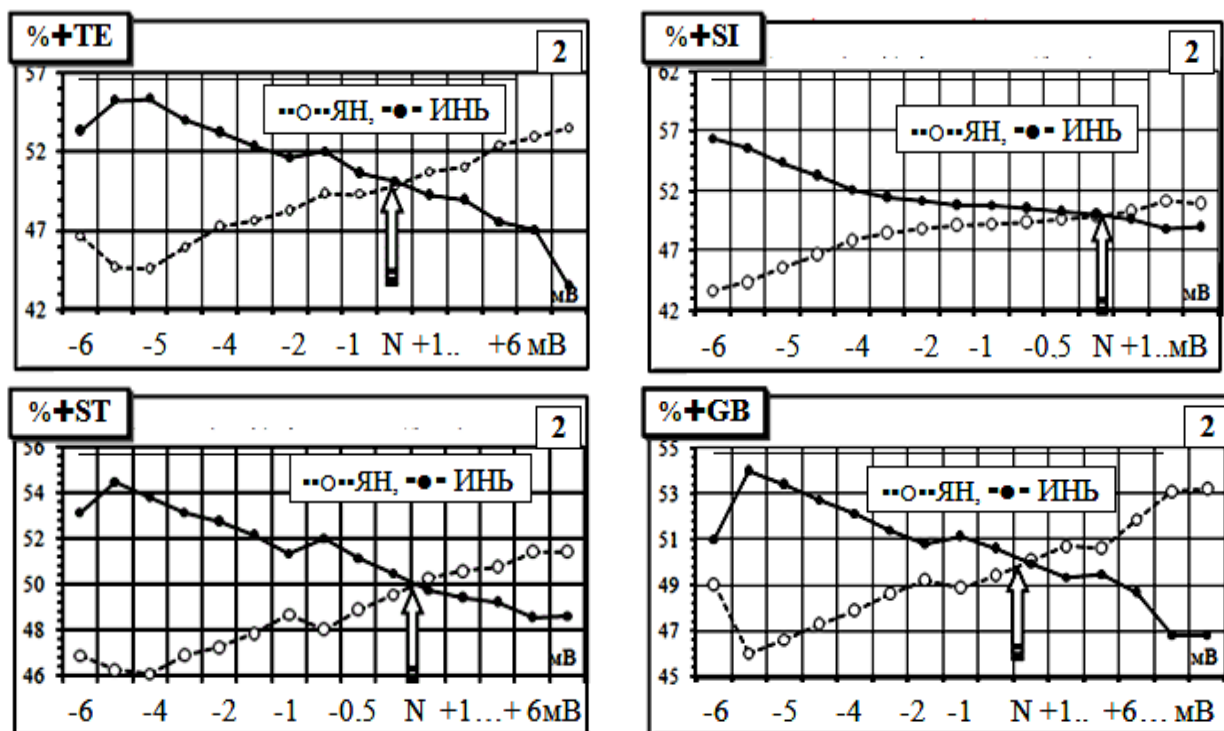 %+TE
2
57
--o--ЯН, -●- ИНЬ
52
47
42
мВ
-6 -5 -4 -2 -1 N +1.. +6 мВ
%+SI
2
62
--o--ЯН, -●- ИНЬ
57
52
47
42
мВ
-6 -5 -4 -2 -1 -0.5 N +1..мВ
%+ST
2
56
--o--ЯН, -●- ИНЬ
54
52
50
48
46
мВ
-6 -4 -2 -1 -0.5 N +1...+ 6мВ
%+GB
2
55
--o--ЯН, -●- ИНЬ
53
51
49
47
45
мВ
-6 -4 -2 -1 N +1.. +6... мВ